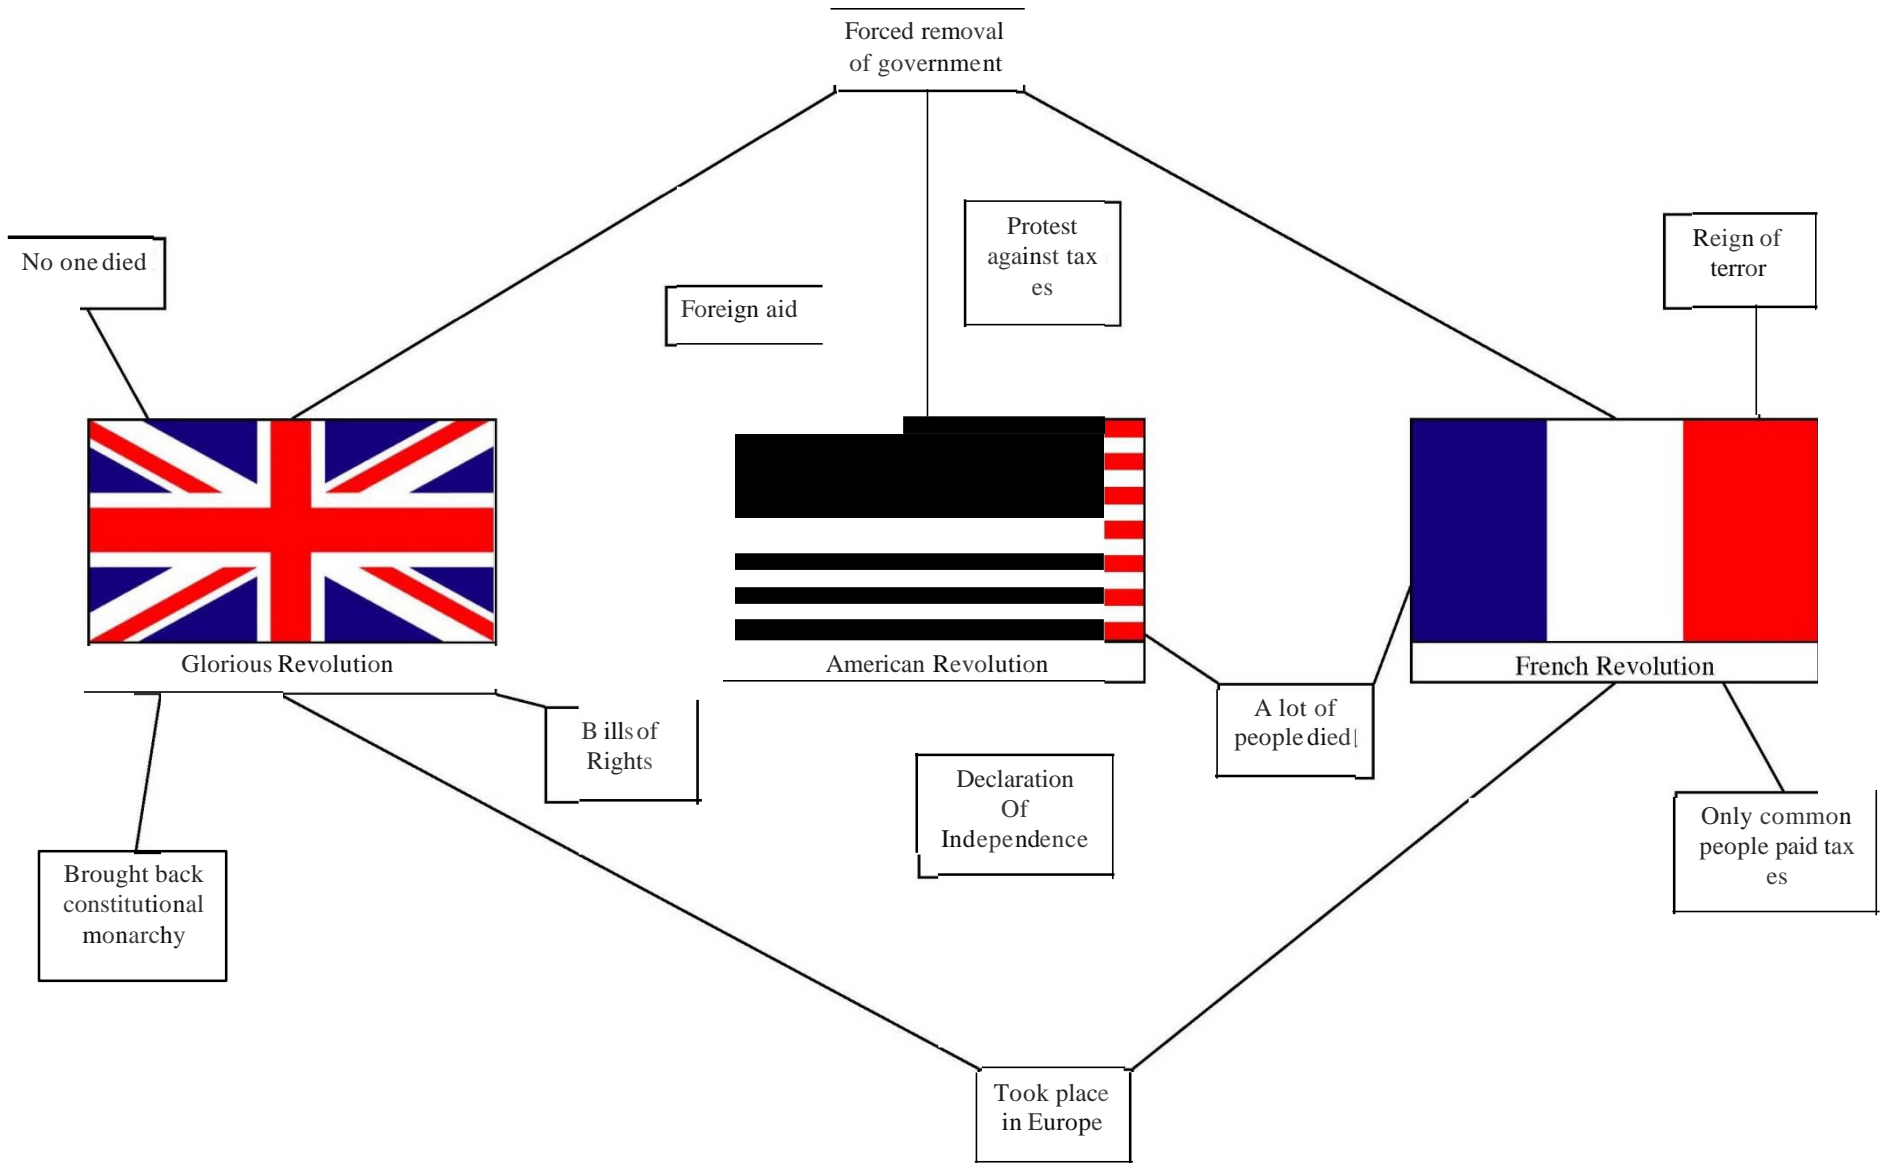 Forced removal
of government
Protest
against tax
es
Reign of
terror
No one died
Foreign aid
Glorious Revolution
American Revolution
French Revolution
A lot of
people died
Bills of
Rights
Declaration
Of
Independence
Only common
people paid tax
es
Brought back
constitutional
monarchy
Took place
in Europe